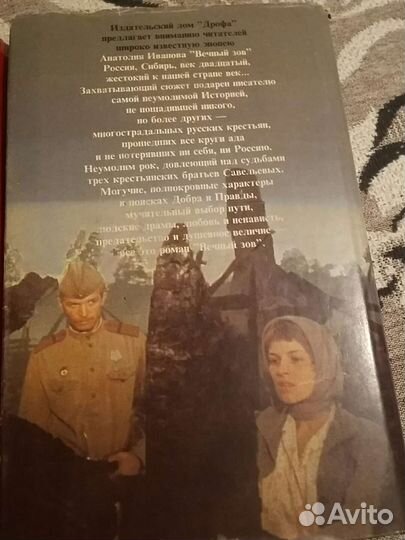 Издательский дом "Дрофа"
предлагает вниманию читателей
широко известную эпопею
Анатолия Иванова "Вечный зов"
Россия, Сибирь, век двадцатый,
жестокий к нашей стране век...
Захватывающий сюжет подарен писателю
самой неумолимой Историей,
не пощадившей никого,
но более других —
многострадальных русских крестьян,
прошедших все круги ада
и не потерявших ни себя, ни Россию.
Неумолим рок, довлеющий над судьбами
трех крестьянских братьев Савельевых.
Могучие, полнокровные характеры
в поисках Добра и Правды,
мучительный выбор пути,
людские драмы, любовь и ненависть,
предательство и душевное величие —
все это роман "Вечный зов".
Avito